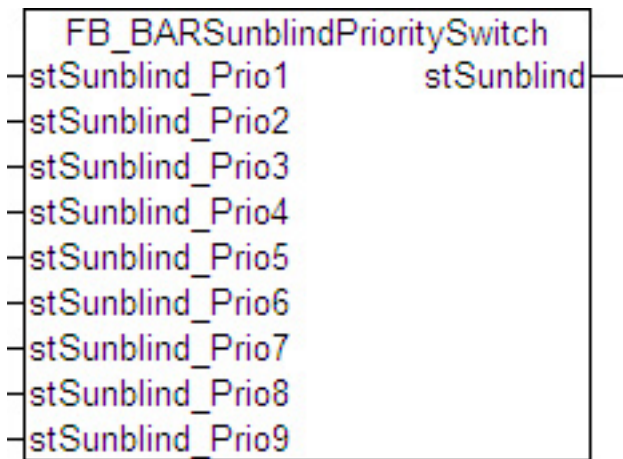 FB_BARSunblindPrioritySwitch
stSunblind_Prio1 stSunblind
stSunblind_Prio2
stSunblind_Prio3
stSunblind_Prio4
stSunblind_Prio5
stSunblind_Prio6
stSunblind_Prio7
stSunblind_Prio8
stSunblind_Prio9